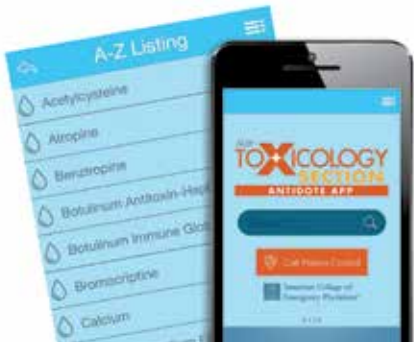 A-Z Listing
Acetylcysteine
Atropine
Benztropine
Botulinum Antitoxin-Hep
Botulinum Immune Glob
Bromocriptine
Calcium
TOXICOLOGY
SECTION
ANTIDOTE APP
Call Poison Control
American College of
Emergency Physicians